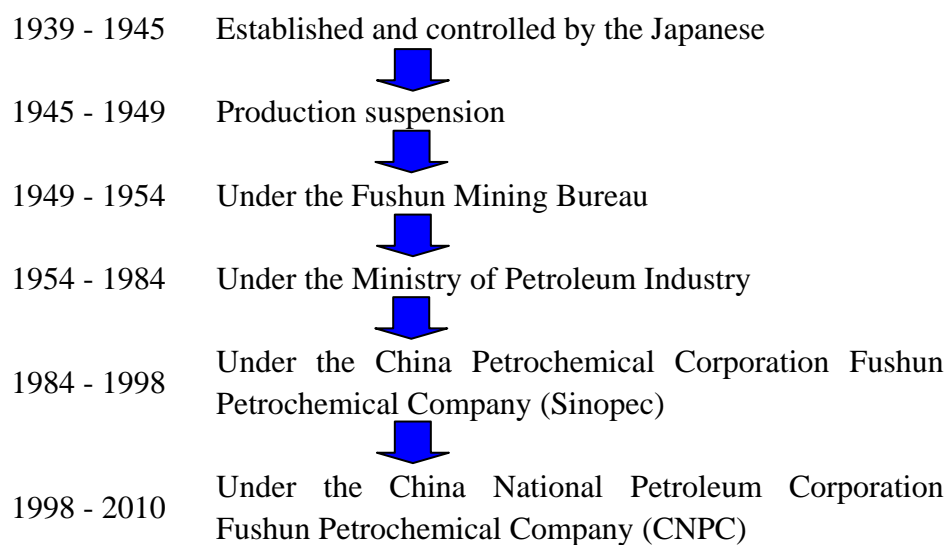 1939 - 1945 Established and controlled by the Japanese
1945 - 1949 Production suspension
1949 - 1954 Under the Fushun Mining Bureau
1954 - 1984 Under the Ministry of Petroleum Industry
1984 - 1998 Under the China Petrochemical Corporation Fushun
Petrochemical Company (Sinopec)
1998 - 2010 Under the China National Petroleum Corporation
Fushun Petrochemical Company (CNPC)